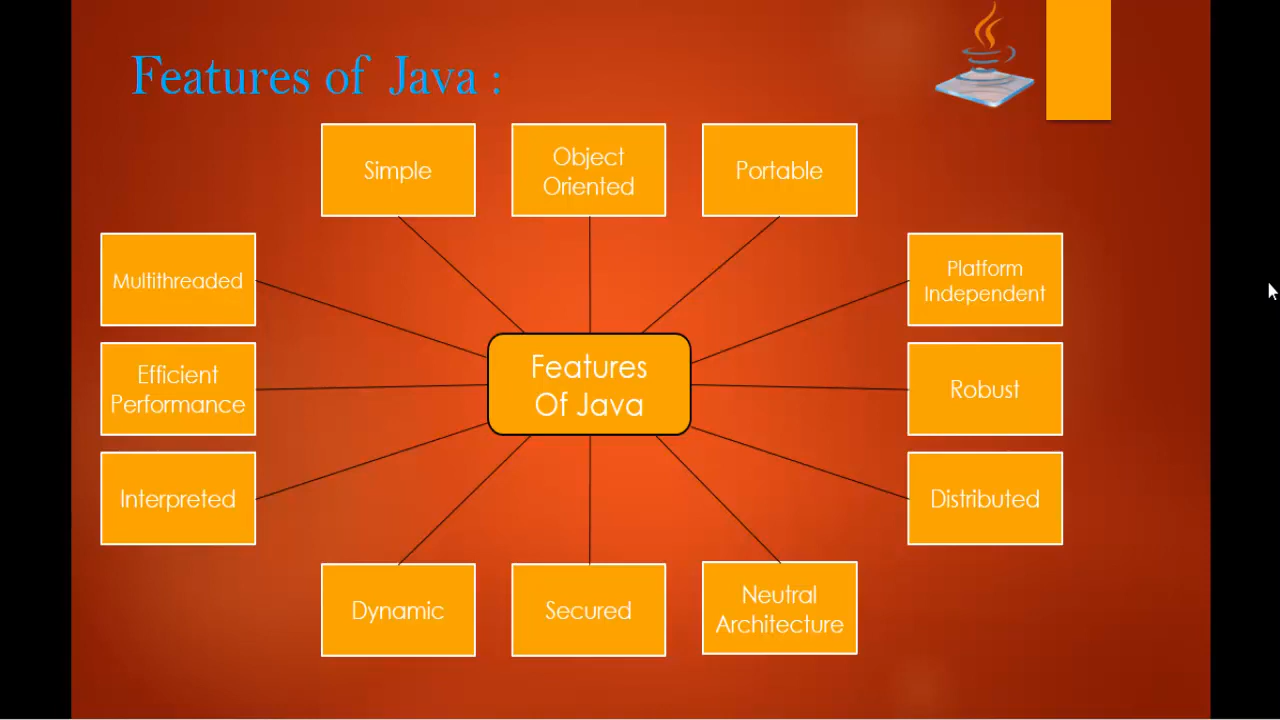 Features of Java :
Simple
Object
Oriented
Portable
Multithreaded
Platform
Independent
Efficient
Performance
Features
Of Java
Robust
Interpreted
Distributed
Dynamic
Secured
Neutral
Architecture